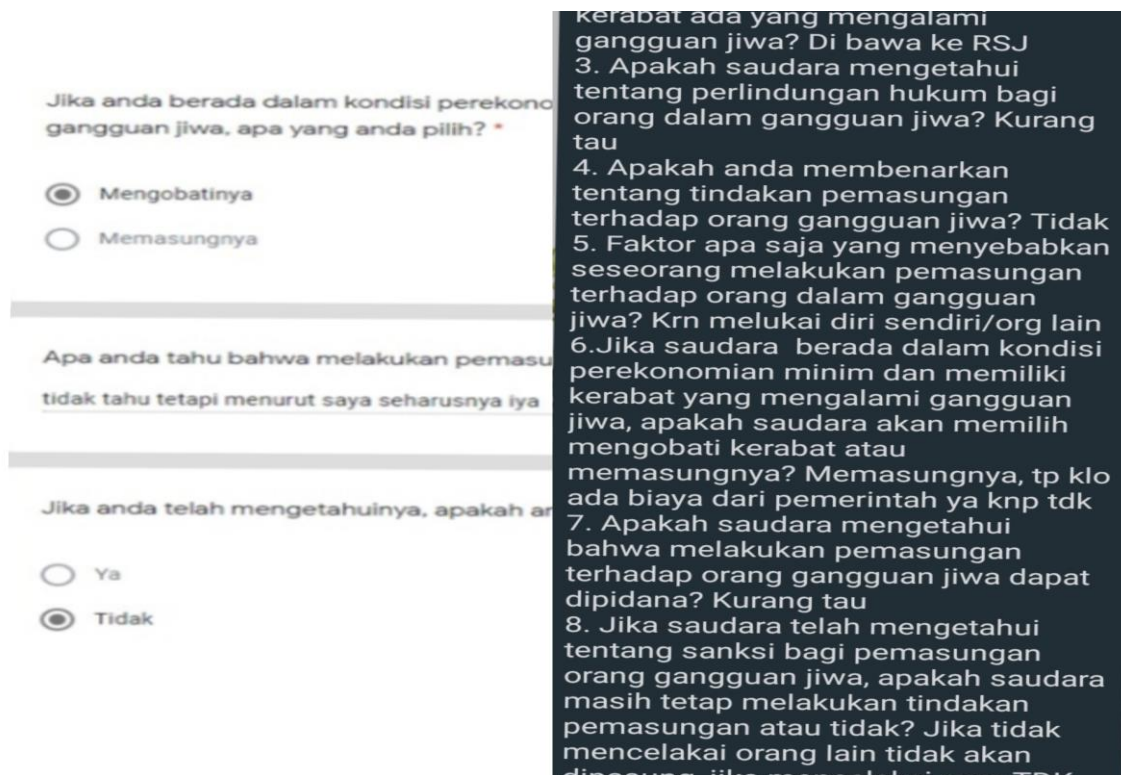 Jika anda berada dalam kondisi perekono
gangguan jiwa, apa yang anda pilih? *
Mengobatinya
Memasungnya
Apa anda tahu bahwa melakukan pemasu
tidak tahu tetapi menurut saya seharusnya iya
Jika anda telah mengetahuinya, apakah ar
Ya
Tidak
kerabat ada yang mengalami
gangguan jiwa? Di bawa ke RSJ
3. Apakah saudara mengetahui
tentang perlindungan hukum bagi
orang dalam gangguan jiwa? Kurang
tau
4. Apakah anda membenarkan
tentang tindakan pemasungan
terhadap orang gangguan jiwa? Tidak
5. Faktor apa saja yang menyebabkan
seseorang melakukan pemasungan
terhadap orang dalam gangguan
jiwa? Krn melukai diri sendiri/org lain
6.Jika saudara berada dalam kondisi
perekonomian minim dan memiliki
kerabat yang mengalami gangguan
jiwa, apakah saudara akan memilih
mengobati kerabat atau
memasungnya? Memasungnya, tp klo
ada biaya dari pemerintah ya knp tdk
7. Apakah saudara mengetahui
bahwa melakukan pemasungan
terhadap orang gangguan jiwa dapat
dipidana? Kurang tau
8. Jika saudara telah mengetahui
tentang sanksi bagi pemasungan
orang gangguan jiwa, apakah saudara
masih tetap melakukan tindakan
pemasungan atau tidak? Jika tidak
mencelakai orang lain tidak akan